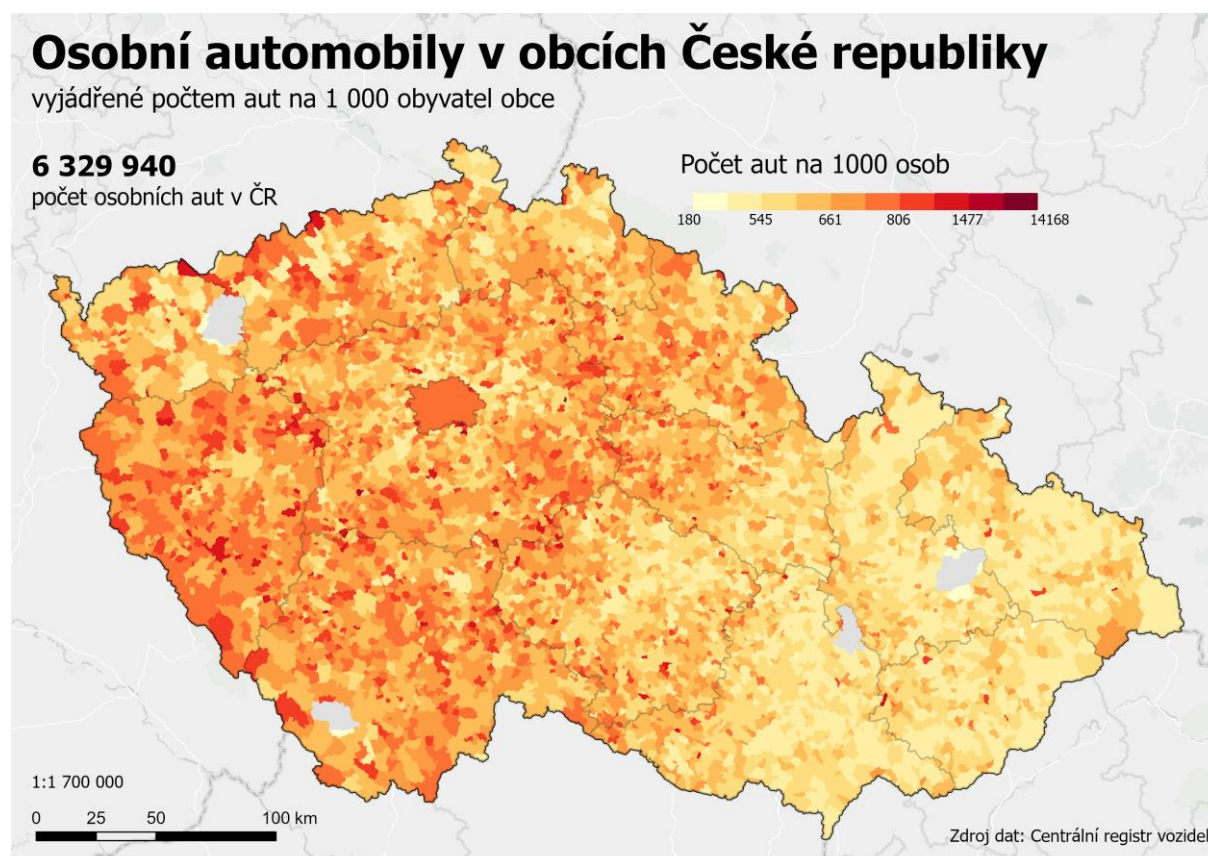 Osobní automobily v obcích České republiky
vyjádřené počtem aut na 1 000 obyvatel obce
6 329 940
počet osobních aut v ČR
Počet aut na 1000 osob
180 545 661 806 1477 14168
1:1 700 000
0 25 50 100 km
Zdroj dat: Centrální registr vozidel